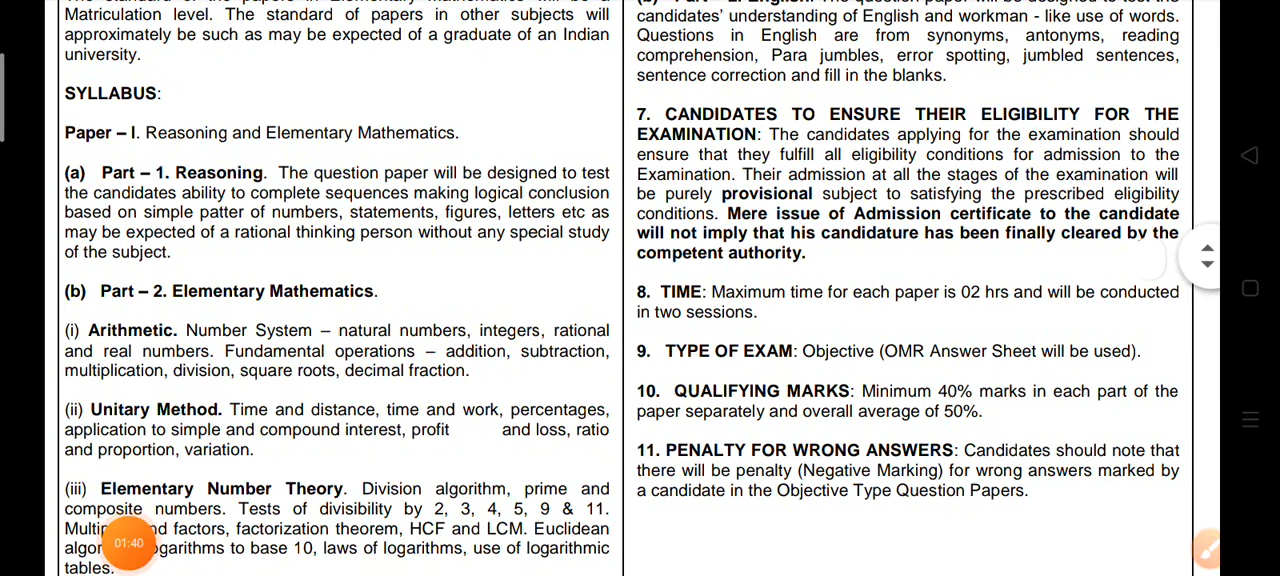 Matriculation level. The standard of papers in other subjects will
approximately be such as may be expected of a graduate of an Indian
university.
SYLLABUS:
Paper – I. Reasoning and Elementary Mathematics.
(a) Part – 1. Reasoning. The question paper will be designed to test
the candidates ability to complete sequences making logical conclusion
based on simple patter of numbers, statements, figures, letters etc as
may be expected of a rational thinking person without any special study
of the subject.
(b) Part – 2. Elementary Mathematics.
(i) Arithmetic. Number System – natural numbers, integers, rational
and real numbers. Fundamental operations – addition, subtraction,
multiplication, division, square roots, decimal fraction.
(ii) Unitary Method. Time and distance, time and work, percentages,
application to simple and compound interest, profit and loss, ratio
and proportion, variation.
(iii) Elementary Number Theory. Division algorithm, prime and
composite numbers. Tests of divisibility by 2, 3, 4, 5, 9 & 11.
factors, factorization theorem, HCF and LCM. Euclidean
to base 10, laws of logarithms, use of logarithmic
tables.
01:40
candidates' understanding of English and workman - like use of words.
Questions in English are from synonyms, antonyms, reading
comprehension, Para jumbles, error spotting, jumbled sentences,
sentence correction and fill in the blanks.
7. CANDIDATES TO ENSURE THEIR ELIGIBILITY FOR THE
EXAMINATION: The candidates applying for the examination should
ensure that they fulfill all eligibility conditions for admission to the
Examination. Their admission at all the stages of the examination will
be purely provisional subject to satisfying the prescribed eligibility
conditions. Mere issue of Admission certificate to the candidate
will not imply that his candidature has been finally cleared by the
competent authority.
8. TIME: Maximum time for each paper is 02 hrs and will be conducted
in two sessions.
9. TYPE OF EXAM: Objective (OMR Answer Sheet will be used).
10. QUALIFYING MARKS: Minimum 40% marks in each part of the
paper separately and overall average of 50%.
11. PENALTY FOR WRONG ANSWERS: Candidates should note that
there will be penalty (Negative Marking) for wrong answers marked by
a candidate in the Objective Type Question Papers.